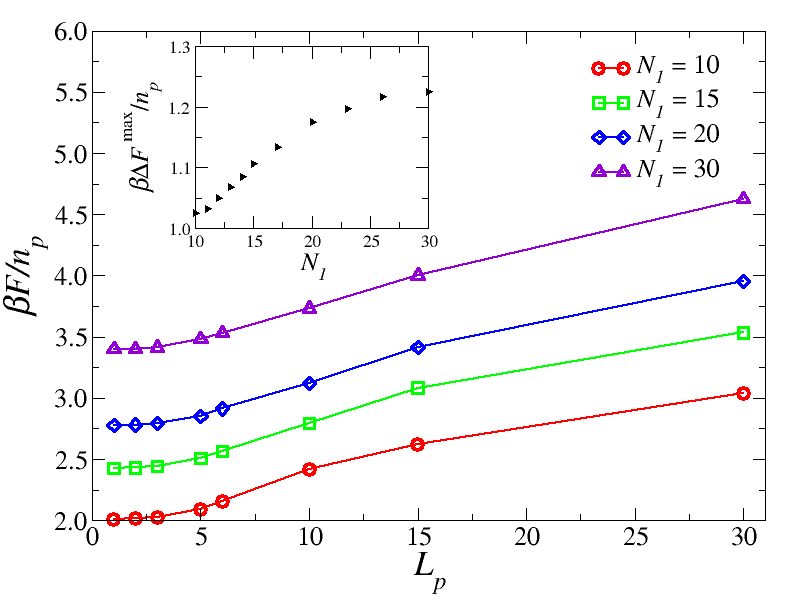 6.0
5.5
5.0
4.5
4.0
3.5
3.0
2.5
2.0
βF/n_p
0 5 10 15 20 25 30
L_p
N_1 = 10
N_1 = 15
N_1 = 20
N_1 = 30
1.3
1.2
1.1
1.0
βΔF^max/n_p
10 15 20 25 30
N_1